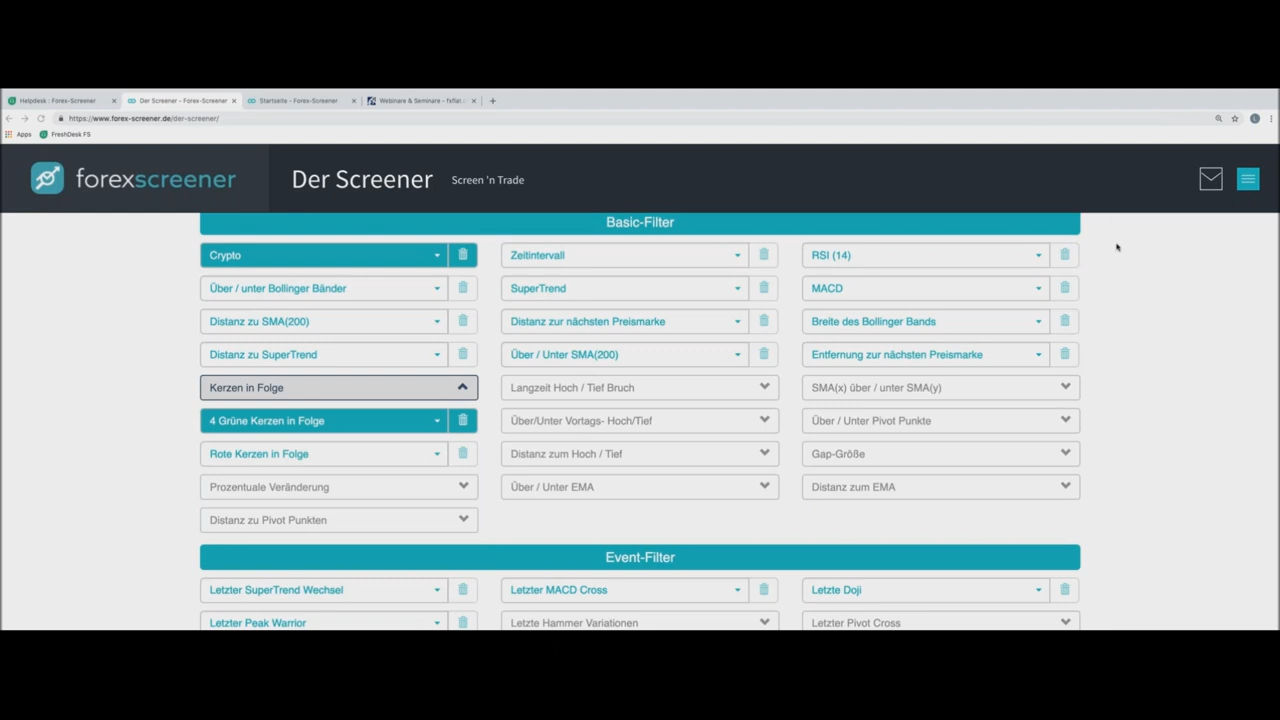 Helpdesk : Forex-Screener
Der Screener - Forex-Screener
Startseite - Forex-Screener
Webinare & Seminare - fxflat...
https://www.forex-screener.de/der-screener/
Apps FreshDesk FS
forexscreener Der Screener Screen 'n Trade
Basic-Filter
Crypto Zeitintervall RSI (14)
Über / unter Bollinger Bänder SuperTrend MACD
Distanz zu SMA(200) Distanz zur nächsten Preismarke Breite des Bollinger Bands
Distanz zu SuperTrend Über / Unter SMA(200) Entfernung zur nächsten Preismarke
Kerzen in Folge Langzeit Hoch / Tief Bruch SMA(x) über / unter SMA(y)
4 Grüne Kerzen in Folge Über/Unter Vortags- Hoch/Tief Über / Unter Pivot Punkte
Rote Kerzen in Folge Distanz zum Hoch / Tief Gap-Größe
Prozentuale Veränderung Über / Unter EMA Distanz zum EMA
Distanz zu Pivot Punkten
Event-Filter
Letzter SuperTrend Wechsel Letzter MACD Cross Letzte Doji
Letzter Peak Warrior Letzte Hammer Variationen Letzter Pivot Cross